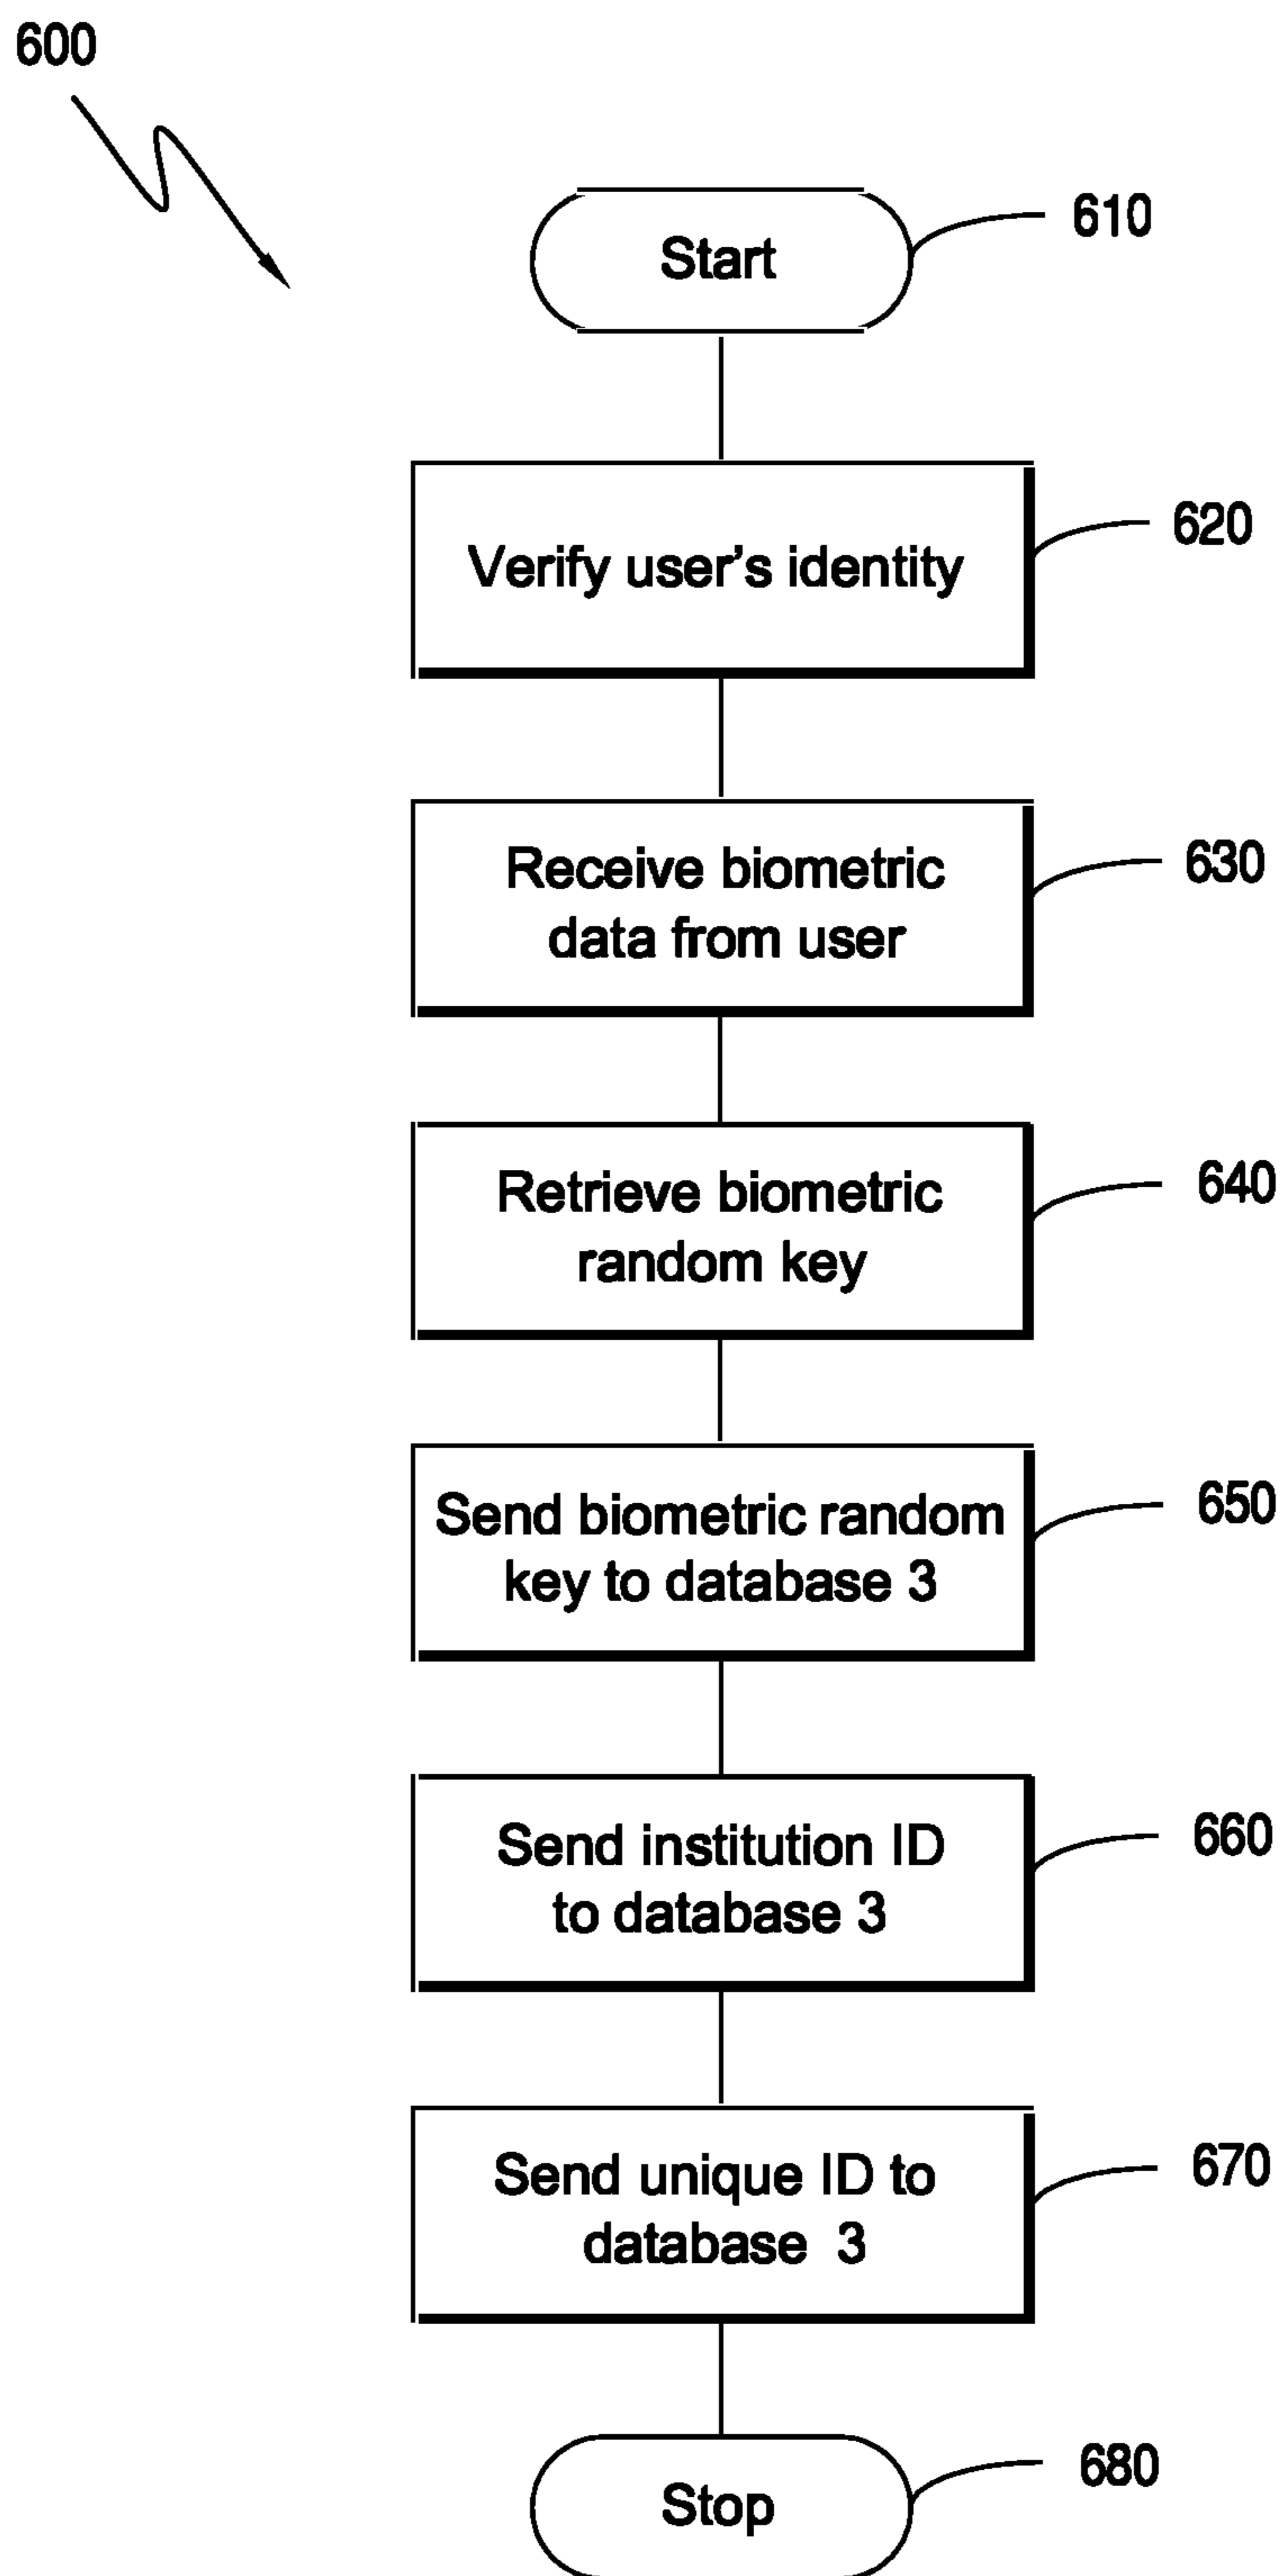 600
610
Start
620
Verify user's identity
630
Receive biometric
data from user
640
Retrieve biometric
random key
650
Send biometric random
key to database 3
660
Send institution ID
to database 3
670
Send unique ID to
database 3
680
Stop